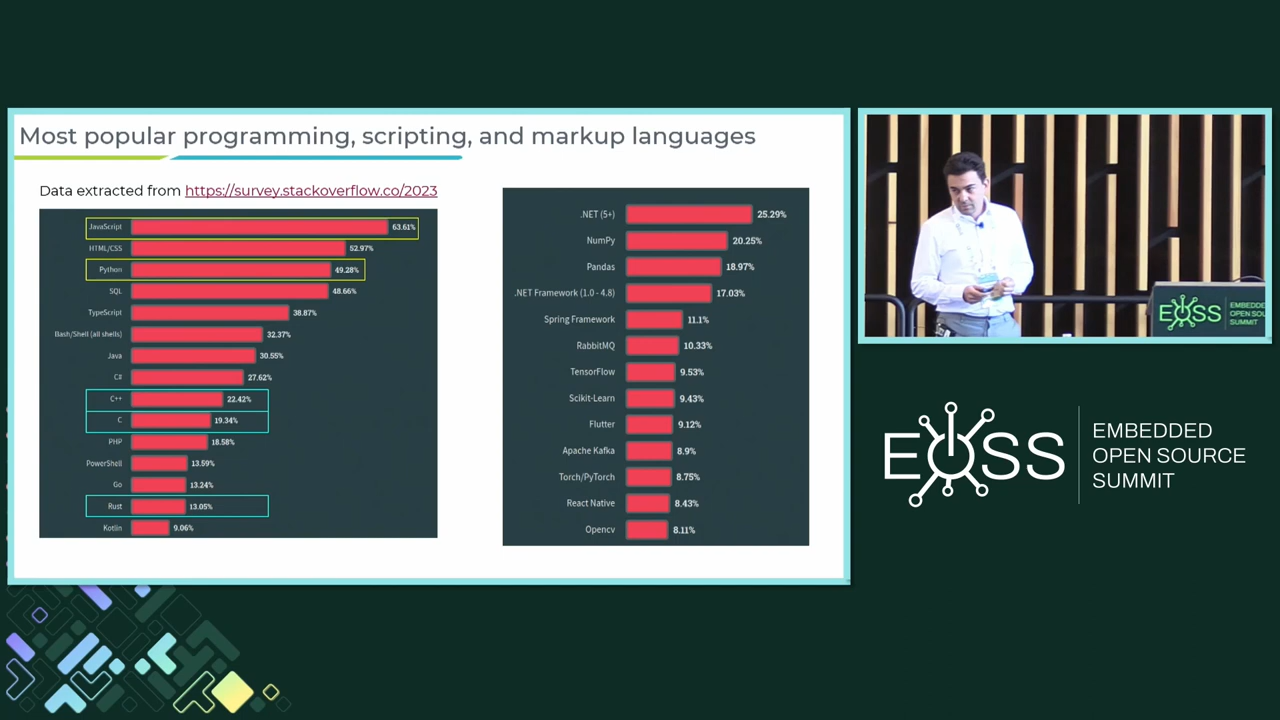 Most popular programming, scripting, and markup languages
Data extracted from https://survey.stackoverflow.co/2023
JavaScript 63.61%
HTML/CSS 52.97%
Python 49.28%
SQL 48.66%
TypeScript 38.87%
Bash/Shell (all shells) 32.37%
Java 30.55%
C# 27.62%
C++ 22.42%
C 19.34%
PHP 18.58%
PowerShell 13.59%
Go 13.24%
Rust 13.05%
Kotlin 9.06%
.NET (5+) 25.29%
NumPy 20.25%
Pandas 18.97%
.NET Framework (1.0 - 4.8) 17.03%
Spring Framework 11.1%
RabbitMQ 10.33%
TensorFlow 9.53%
Scikit-Learn 9.43%
Flutter 9.12%
Apache Kafka 8.9%
Torch/PyTorch 8.75%
React Native 8.43%
Opencv 8.11%
EOSS
EMBEDDED
OPEN SOU
SUMMIT
EOSS
EMBEDDED
OPEN SOURCE
SUMMIT